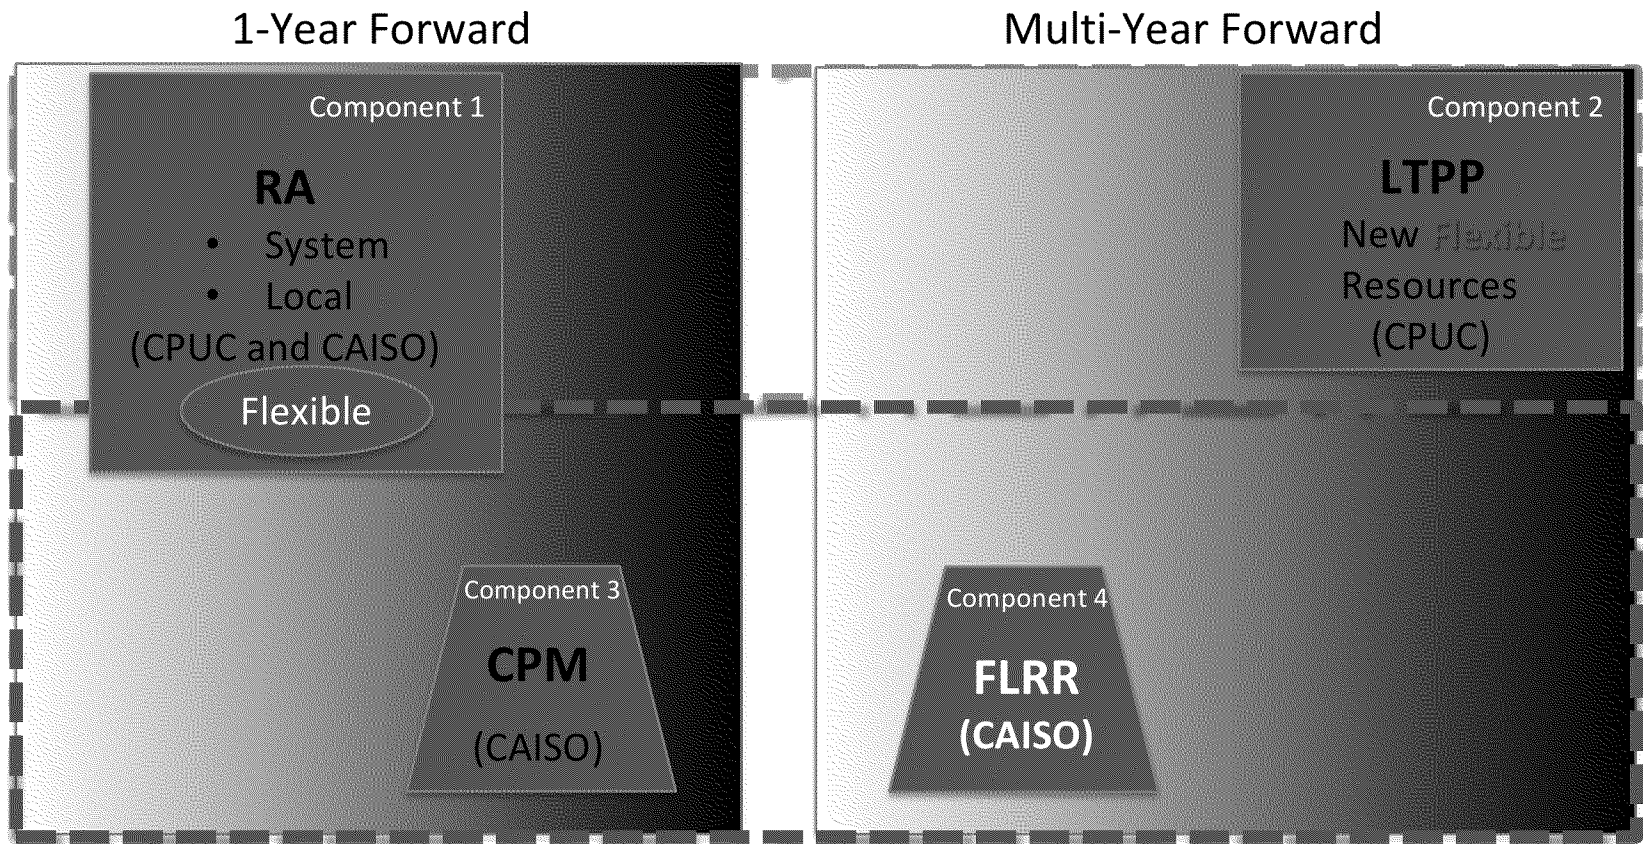 1-Year Forward
Multi-Year Forward
Component 1
RA
• System
• Local
(CPUC and CAISO)
Flexible
Component 2
LTPP
New Flexible
Resources
(CPUC)
Component 3
CPM
(CAISO)
Component 4
FLRR
(CAISO)